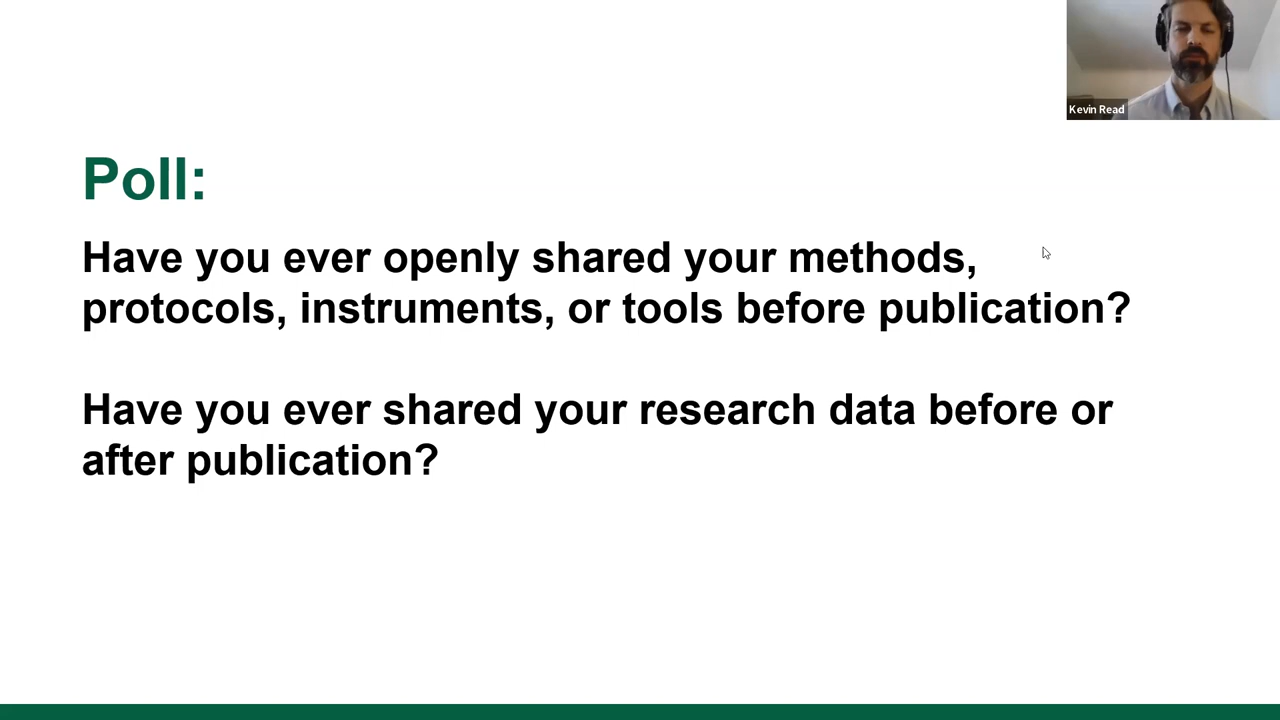 Kevin Read
Poll:
Have you ever openly shared your methods,
protocols, instruments, or tools before publication?
Have you ever shared your research data before or
after publication?